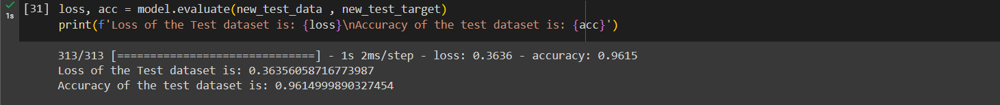 [31] loss, acc = model.evaluate(new_test_data , new_test_target)
1s
print(f'Loss of the Test dataset is: {loss}\nAccuracy of the test dataset is: {acc}')
313/313 [==============================] - 1s 2ms/step - loss: 0.3636 - accuracy: 0.9615
Loss of the Test dataset is: 0.36356058716773987
Accuracy of the test dataset is: 0.9614999890327454